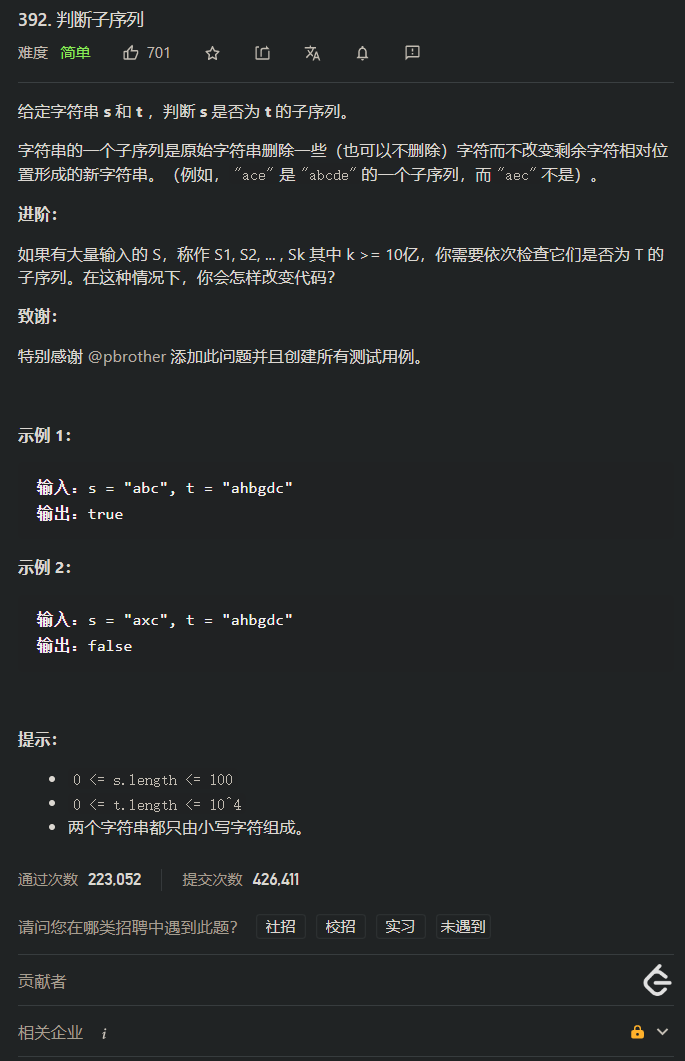 392. 判断子序列
难度 简单 701
给定字符串 s 和 t ，判断 s 是否为 t 的子序列。
字符串的一个子序列是原始字符串删除一些（也可以不删除）字符而不改变剩余字符相对位
置形成的新字符串。（例如，"ace"是"abcde"的一个子序列，而"aec"不是）。
进阶：
如果有大量输入的 S，称作 S1, S2, ... , Sk 其中 k >= 10亿，你需要依次检查它们是否为 T 的
子序列。在这种情况下，你会怎样改变代码？
致谢：
特别感谢 @pbrother 添加此问题并且创建所有测试用例。
示例 1：
输入：s = "abc", t = "ahbgdc"
输出：true
示例 2：
输入：s = "axc", t = "ahbgdc"
输出：false
提示：
• 0 <= s.length <= 100
• 0 <= t.length <= 10^4
• 两个字符串都只由小写字符组成。
通过次数 223,052 提交次数 426,411
请问您在哪类招聘中遇到此题？ 社招 校招 实习 未遇到
贡献者
相关企业 i